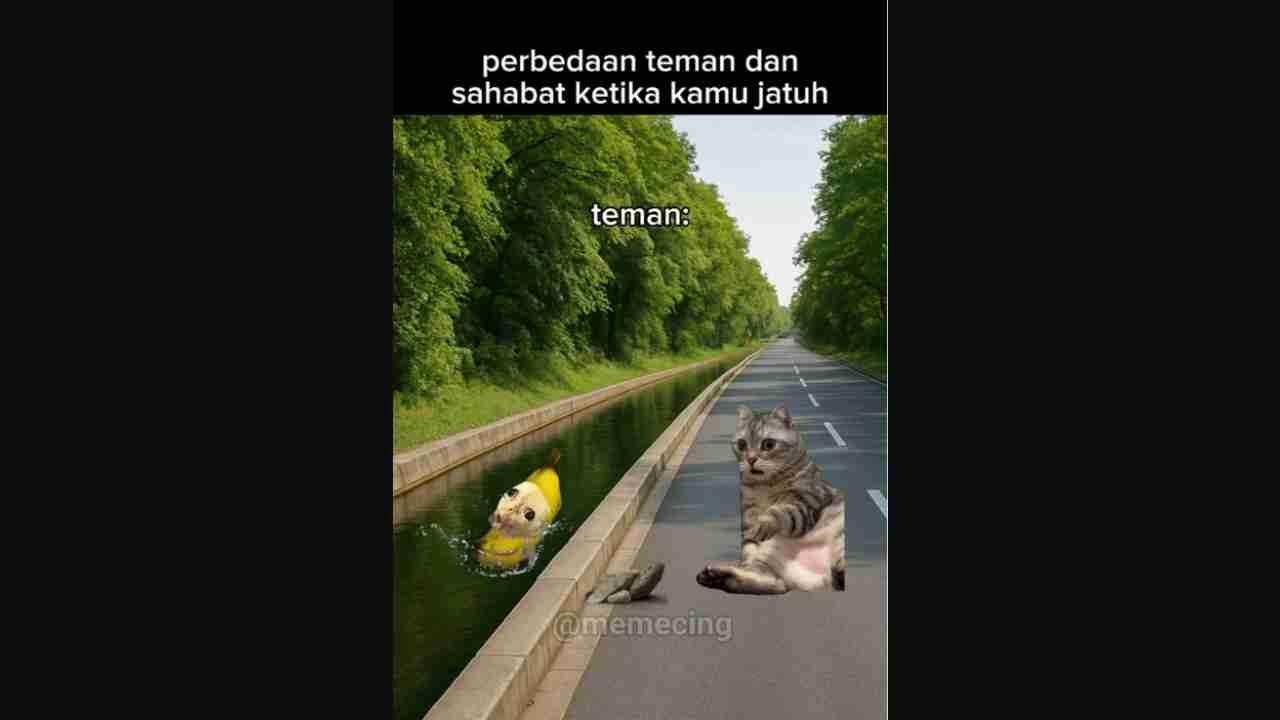 perbedaan teman dan
sahabat ketika kamu jatuh
teman:
@memecing